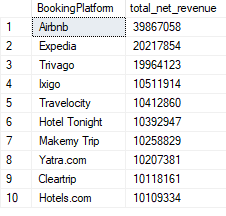 BookingPlatform total_net_revenue
1 Airbnb 39867058
2 Expedia 20217854
3 Trivago 19964123
4 Ixigo 10511914
5 Travelocity 10412860
6 Hotel Tonight 10392947
7 Makemy Trip 10258829
8 Yatra.com 10207381
9 Cleartrip 10118161
10 Hotels.com 10109334